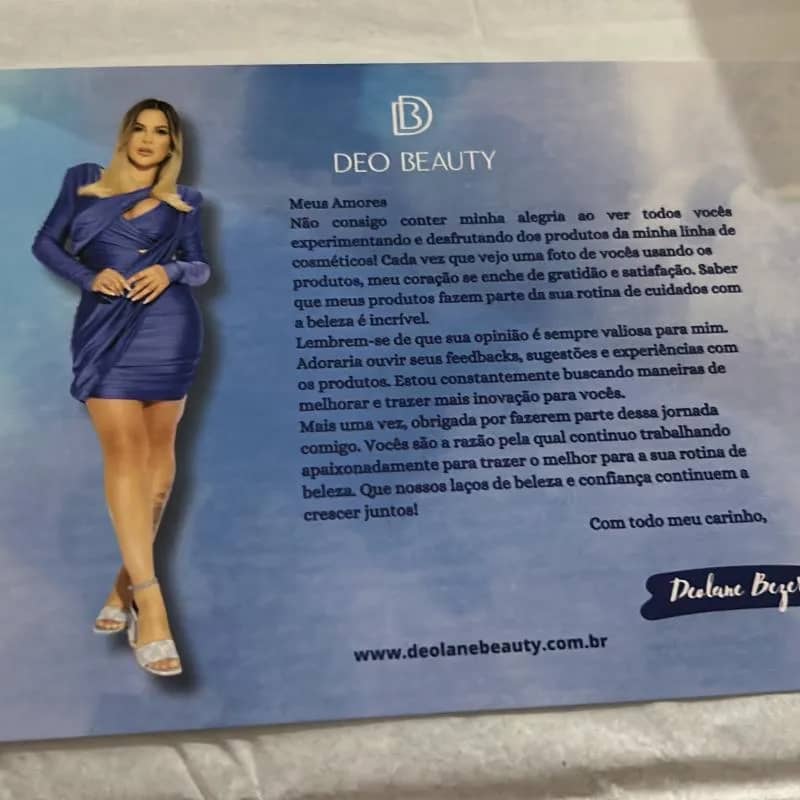 DB
DEO BEAUTY
Meus Amores
Não consigo conter minha alegria ao ver todos vocês
experimentando e desfrutando dos produtos da minha linha de
cosméticos! Cada vez que vejo uma foto de vocês usando os
produtos, meu coração se enche de gratidão e satisfação. Saber
que meus produtos fazem parte da sua rotina de cuidados com
a beleza é incrível.
Lembrem-se de que sua opinião é sempre valiosa para mim.
Adoraria ouvir seus feedbacks, sugestões e experiências com
os produtos. Estou constantemente buscando maneiras de
melhorar e trazer mais inovação para vocês.
Mais uma vez, obrigada por fazerem parte dessa jornada
comigo. Vocês são a razão pela qual continuo trabalhando
apaixonadamente para trazer o melhor para a sua rotina de
beleza. Que nossos laços de beleza e confiança continuem a
crescer juntos!
Com todo meu carinho,
Deolane
www.deolanebeauty.com.br